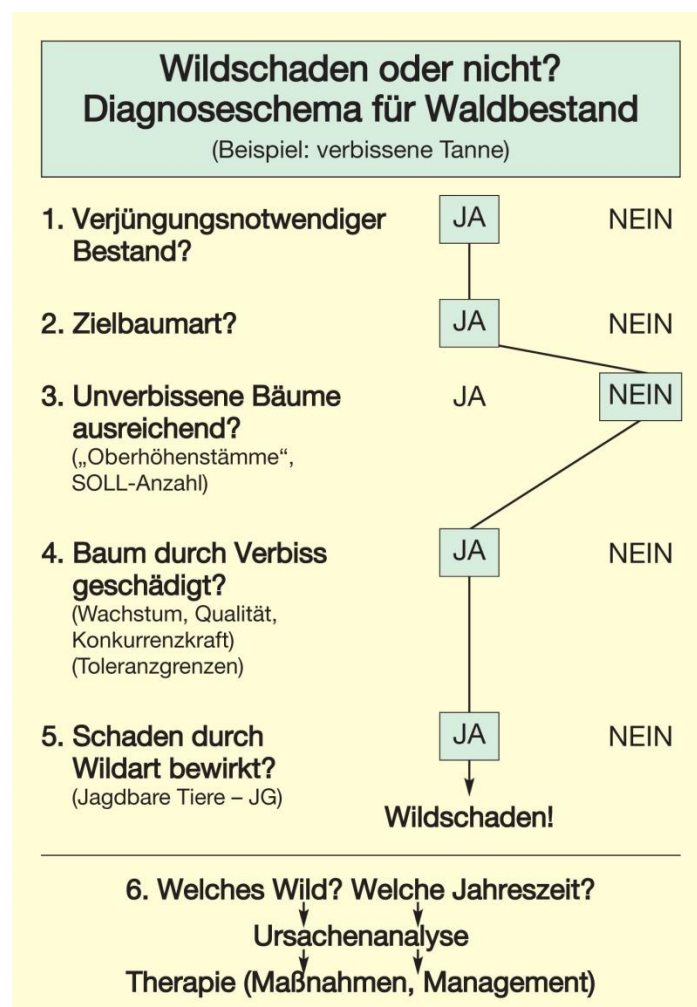 Wildschaden oder nicht?
Diagnoseschema für Waldbestand
(Beispiel: verbissene Tanne)
1. Verjüngungsnotwendiger
Bestand?
JA
NEIN
2. Zielbaumart?
JA
NEIN
3. Unverbissene Bäume
ausreichend?
(„Oberhöhenstämme“,
SOLL-Anzahl)
JA
NEIN
4. Baum durch Verbiss
geschädigt?
(Wachstum, Qualität,
Konkurrenzkraft)
(Toleranzgrenzen)
JA
NEIN
5. Schaden durch
Wildart bewirkt?
(Jagdbare Tiere – JG)
JA
NEIN
Wildschaden!
6. Welches Wild? Welche Jahreszeit?
Ursachenanalyse
Therapie (Maßnahmen, Management)